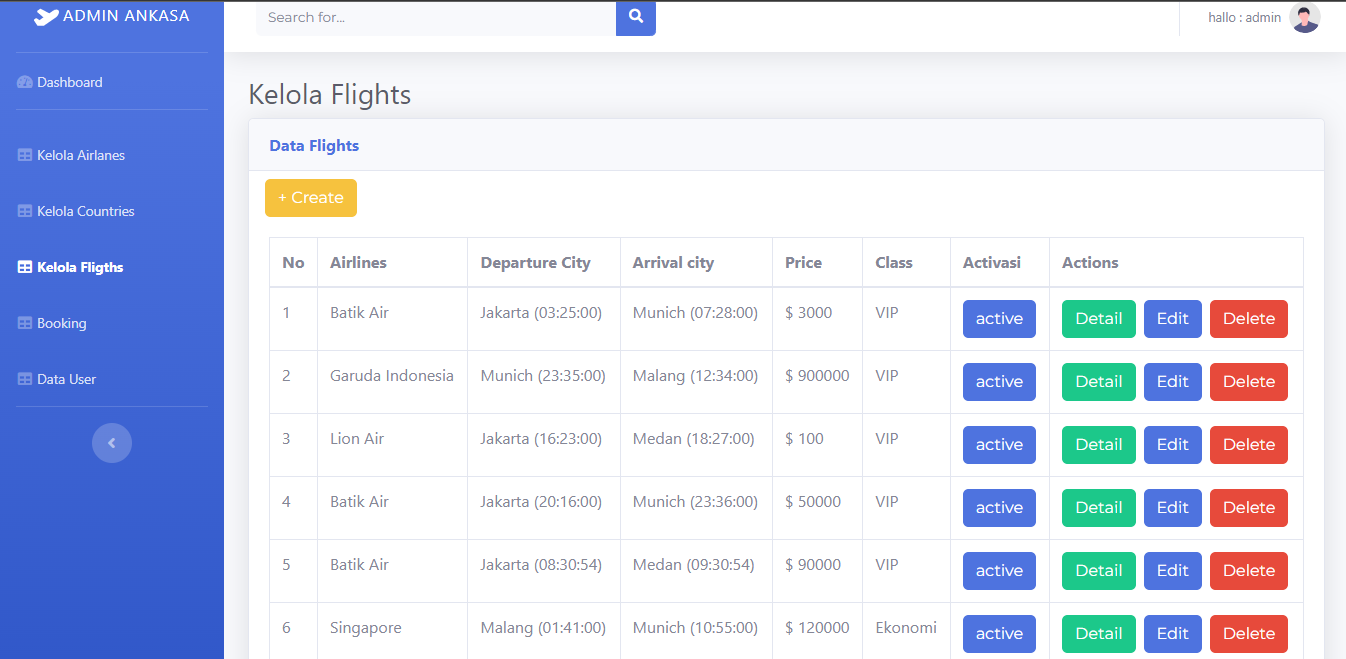 ADMIN ANKASA
Search for...
hallo : admin
Dashboard
Kelola Airlanes
Kelola Countries
Kelola Fligths
Booking
Data User
Kelola Flights
Data Flights
+ Create
No Airlines Departure City Arrival city Price Class Activasi Actions
1 Batik Air Jakarta (03:25:00) Munich (07:28:00) $ 3000 VIP active Detail Edit Delete
2 Garuda Indonesia Munich (23:35:00) Malang (12:34:00) $ 900000 VIP active Detail Edit Delete
3 Lion Air Jakarta (16:23:00) Medan (18:27:00) $ 100 VIP active Detail Edit Delete
4 Batik Air Jakarta (20:16:00) Munich (23:36:00) $ 50000 VIP active Detail Edit Delete
5 Batik Air Jakarta (08:30:54) Medan (09:30:54) $ 90000 VIP active Detail Edit Delete
6 Singapore Malang (01:41:00) Munich (10:55:00) $ 120000 Ekonomi active Detail Edit Delete